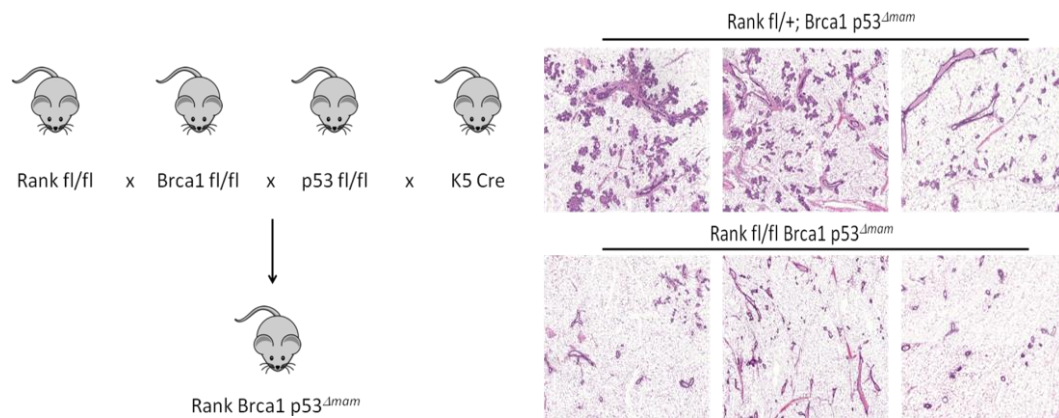 Rank fl/fl x Brca1 fl/fl x p53 fl/fl x K5 Cre
Rank Brca1 p53Δmam
Rank fl/+; Brca1 p53Δmam
Rank fl/fl Brca1 p53Δmam